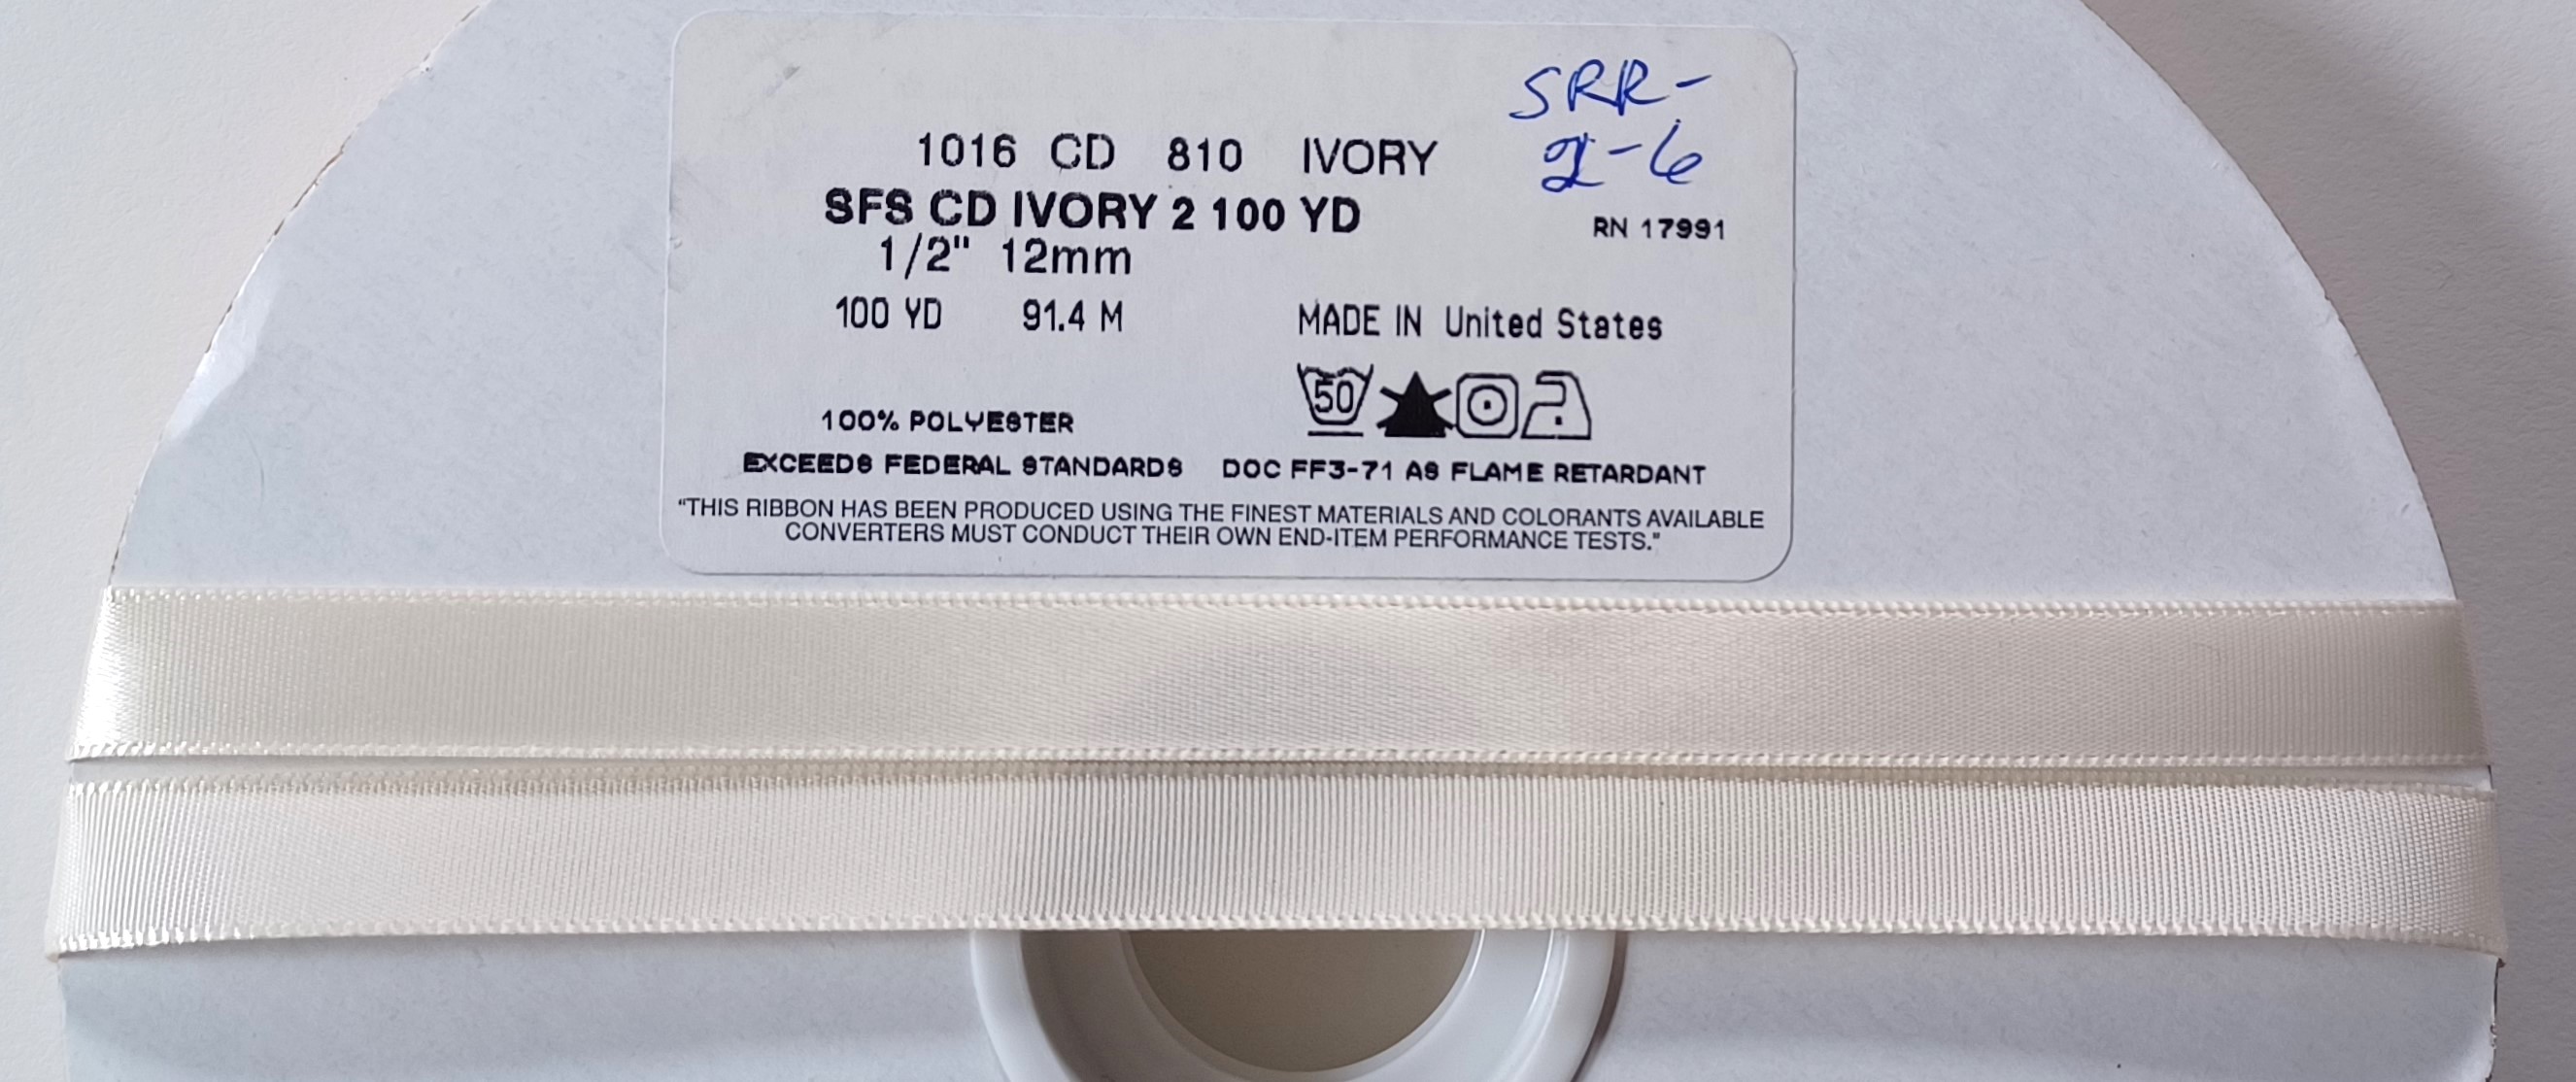 SRR-
2-6
1016 CD 810 IVORY
SFS CD IVORY 2 100 YD
RN 17991
1/2" 12mm
100 YD 91.4 M
MADE IN United States
50
100% POLYESTER
EXCEEDS FEDERAL STANDARDS DOC FF3-71 AS FLAME RETARDANT
"THIS RIBBON HAS BEEN PRODUCED USING THE FINEST MATERIALS AND COLORANTS AVAILABLE
CONVERTERS MUST CONDUCT THEIR OWN END-ITEM PERFORMANCE TESTS."